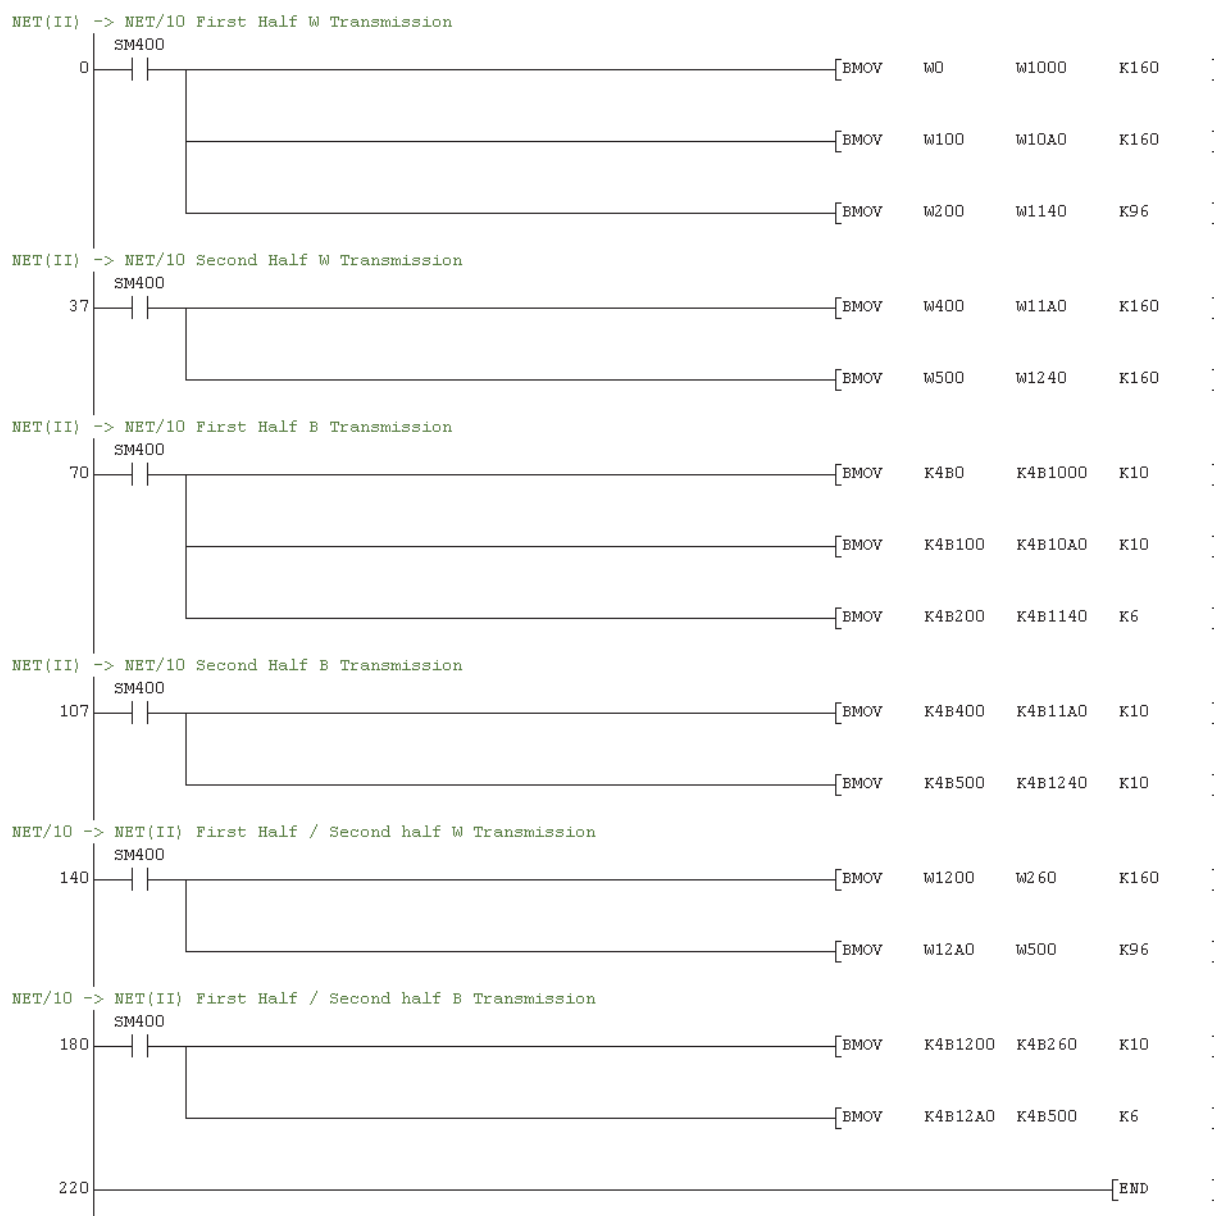 NET(II) -> NET/10 First Half W Transmission
SM400
0 [BMOV W0 W1000 K160 ]
[BMOV W100 W10A0 K160 ]
[BMOV W200 W1140 K96 ]
NET(II) -> NET/10 Second Half W Transmission
SM400
37 [BMOV W400 W11A0 K160 ]
[BMOV W500 W1240 K160 ]
NET(II) -> NET/10 First Half B Transmission
SM400
70 [BMOV K4B0 K4B1000 K10 ]
[BMOV K4B100 K4B10A0 K10 ]
[BMOV K4B200 K4B1140 K6 ]
NET(II) -> NET/10 Second Half B Transmission
SM400
107 [BMOV K4B400 K4B11A0 K10 ]
[BMOV K4B500 K4B1240 K10 ]
NET/10 -> NET(II) First Half / Second half W Transmission
SM400
140 [BMOV W1200 W260 K160 ]
[BMOV W12A0 W500 K96 ]
NET/10 -> NET(II) First Half / Second half B Transmission
SM400
180 [BMOV K4B1200 K4B260 K10 ]
[BMOV K4B12A0 K4B500 K6 ]
220 [END ]